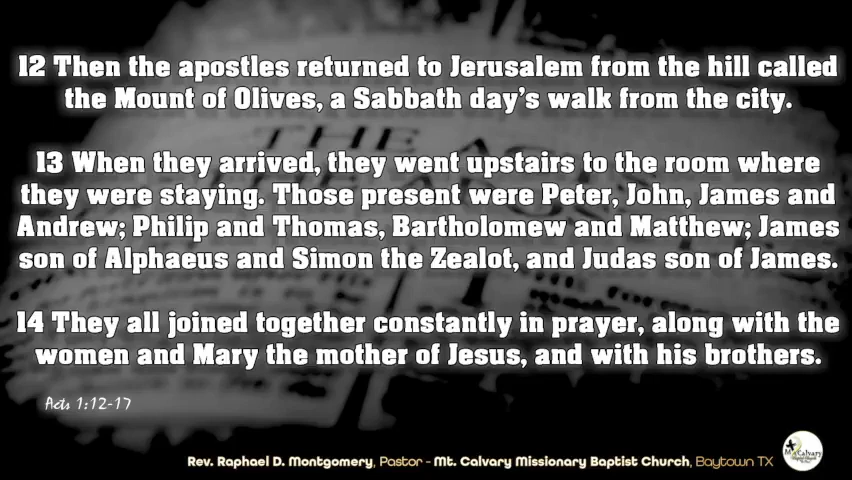 12 Then the apostles returned to Jerusalem from the hill called
the Mount of Olives, a Sabbath day's walk from the city.
13 When they arrived, they went upstairs to the room where
they were staying. Those present were Peter, John, James and
Andrew; Philip and Thomas, Bartholomew and Matthew; James
son of Alphaeus and Simon the Zealot, and Judas son of James.
14 They all joined together constantly in prayer, along with the
women and Mary the mother of Jesus, and with his brothers.
Acts 1:12-17
Rev. Raphael D. Montgomery, Pastor - Mt. Calvary Missionary Baptist Church, Baytown TX